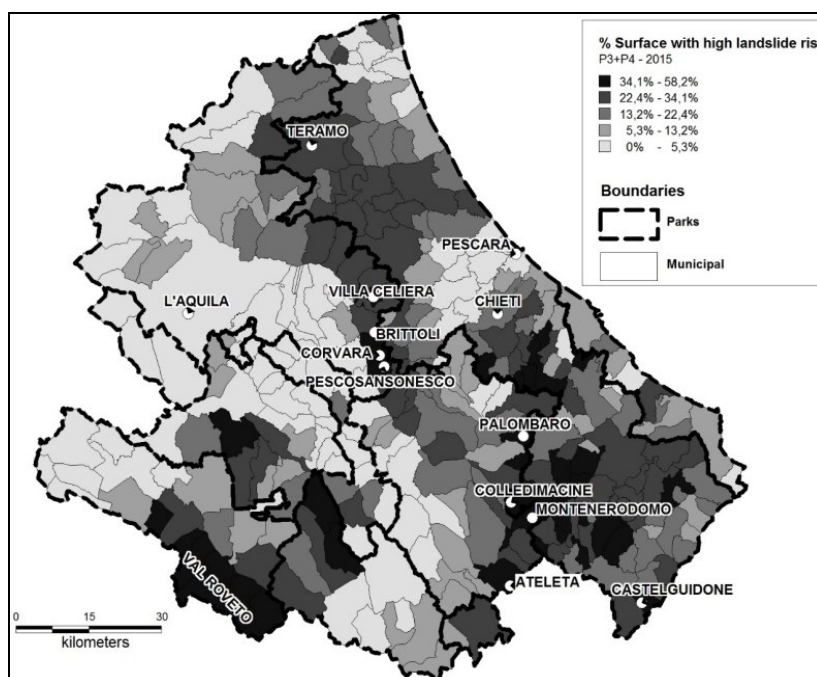 % Surface with high landslide ris
P3+P4 - 2015
34,1% - 58,2%
22,4% - 34,1%
13,2% - 22,4%
5,3% - 13,2%
0% - 5,3%
Boundaries
Parks
Municipal
TERAMO
PESCARA
VILLA CELIERA
L'AQUILA
CHIETI
BRITTOLI
CORVARA
PESCOSANSONESCO
PALOMBARO
COLLEDIMACINE
MONTENERODOMO
VAL ROVETO
ATELETA
CASTELGUIDONE
0 15 30
kilometers